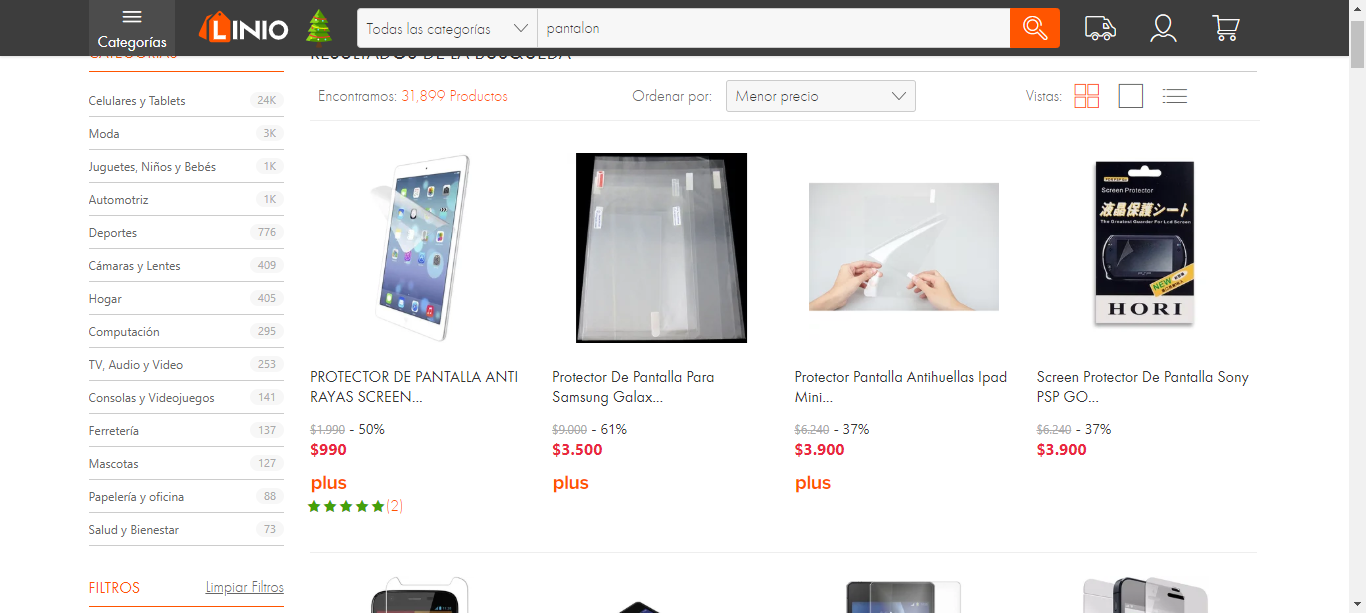 Categorías
LINIO
Todas las categorías
pantalon
CATEGORÍAS
RESULTADOS DE LA BÚSQUEDA
Encontramos: 31,899 Productos
Ordenar por:
Menor precio
Vistas:
Celulares y Tablets 24K
Moda 3K
Juguetes, Niños y Bebés 1K
Automotriz 1K
Deportes 776
Cámaras y Lentes 409
Hogar 405
Computación 295
TV, Audio y Video 253
Consolas y Videojuegos 141
Ferretería 137
Mascotas 127
Papelería y oficina 88
Salud y Bienestar 73
FILTROS
Limpiar Filtros
PROTECTOR DE PANTALLA ANTI
RAYAS SCREEN...
$1.990 - 50%
$990
plus
(2)
Protector De Pantalla Para
Samsung Galax...
$9.000 - 61%
$3.500
plus
Protector Pantalla Antihuellas Ipad
Mini...
$6.240 - 37%
$3.900
plus
Screen Protector
液晶保護シート
The Greatest Guarder For Lcd Screen
NEW
HORI
Screen Protector De Pantalla Sony
PSP GO...
$6.240 - 37%
$3.900